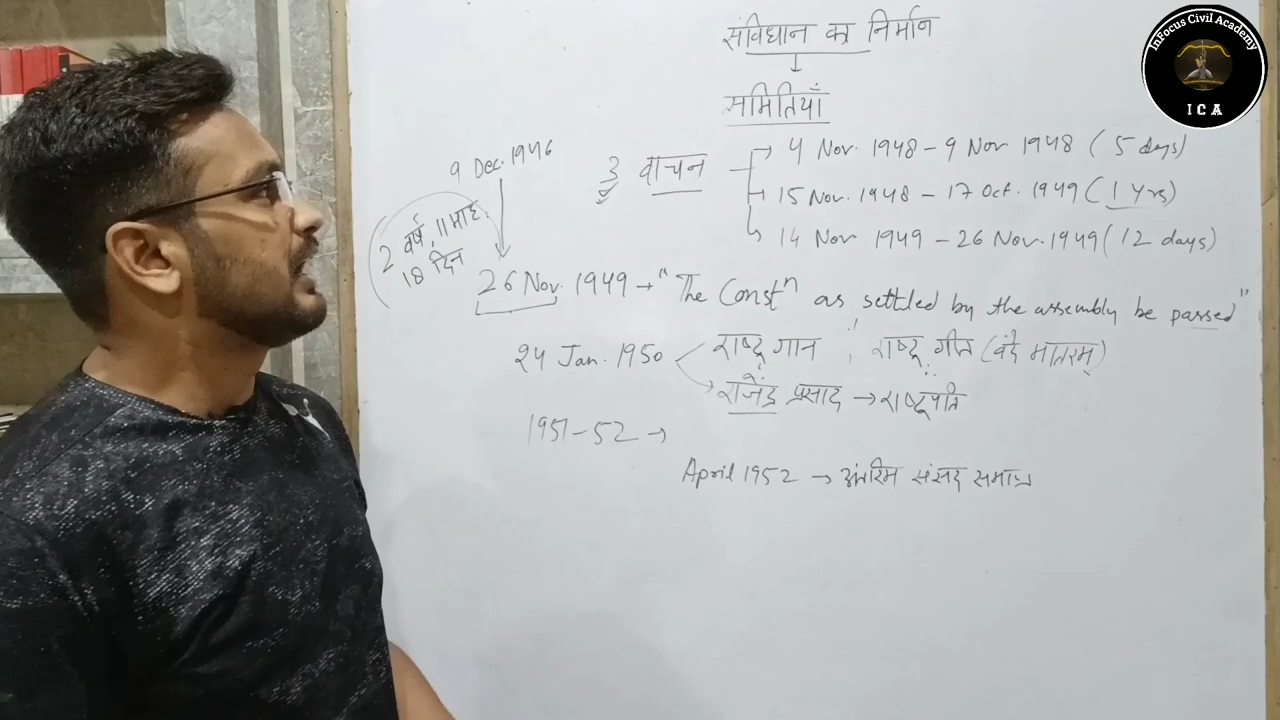 संविधान का निर्माण
समितियाँ
InFocus Civil Academy
ICA
9 Dec. 1946
3 वाचन
4 Nov. 1948 - 9 Nov 1948 (5 days)
15 Nov. 1948 - 17 Oct. 1949 (1 Yrs)
14 Nov 1949 - 26 Nov. 1949 (12 days)
2 वर्ष, 11 माह,
18 दिन
26 Nov. 1949 → "The Constⁿ as settled by the assembly be passed"
24 Jan. 1950
राष्ट्र गान, राष्ट्र गीत (वंदे मातरम्)
राजेंद्र प्रसाद → राष्ट्रपति
1951-52 →
April 1952 → अंतरिम संसद समाप्त